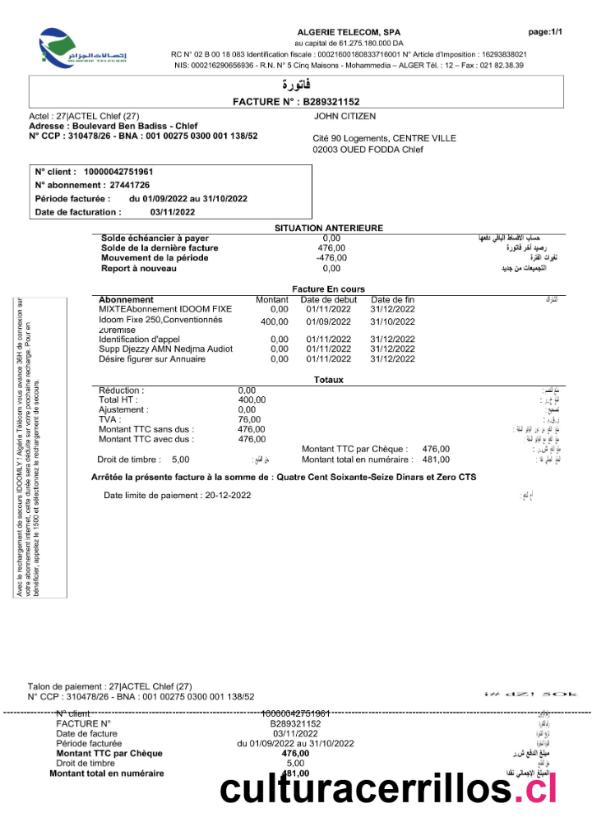 اتصالات الجزائر
ALGERIE TELECOM
ALGERIE TELECOM, SPA
page:1/1
au capital de 61.275.180.000 DA
RC N° 02 B 00 18 083 Identification fiscale : 00021600180833716001 N° Article d'Imposition : 16293838021
NIS: 000216290656936 - R.N. N° 5 Cinq Maisons - Mohammedia – ALGER Tél. : 12 – Fax : 021 82.38.39
فاتورة
FACTURE N° : B289321152
Actel : 27|ACTEL Chlef (27)
JOHN CITIZEN
Adresse : Boulevard Ben Badiss - Chlef
N° CCP : 310478/26 - BNA : 001 00275 0300 001 138/52
Cité 90 Logements, CENTRE VILLE
02003 OUED FODDA Chlef
N° client : 10000042751961
N° abonnement : 27441726
Période facturée : du 01/09/2022 au 31/10/2022
Date de facturation : 03/11/2022
SITUATION ANTERIEURE
Solde échéancier à payer 0,00 حساب الاقساط الباقي دفعها
Solde de la dernière facture 476,00 رصيد آخر فاتورة
Mouvement de la période -476,00 تغيرات الفترة
Report à nouveau 0,00 التجميعات من جديد
Facture En cours
Abonnement Montant Date de debut Date de fin
MIXTEAbonnement IDOOM FIXE 0,00 01/11/2022 31/12/2022
Idoom Fixe 250,Conventionnés 400,00 01/09/2022 31/10/2022
Zuremise
Identification d'appel 0,00 01/11/2022 31/12/2022
Supp Djezzy AMN Nedjma Audiot 0,00 01/11/2022 31/12/2022
Désire figurer sur Annuaire 0,00 01/11/2022 31/12/2022
Totaux
Réduction : 0,00
Total HT : 400,00
Ajustement : 0,00
TVA : 76,00
Montant TTC sans dus : 476,00
Montant TTC avec dus : 476,00
Montant TTC par Chèque : 476,00
Droit de timbre : 5,00
Montant total en numéraire : 481,00
Arrêtée la présente facture à la somme de : Quatre Cent Soixante-Seize Dinars et Zero CTS
Date limite de paiement : 20-12-2022
Avec le rechargement de secours IDOOMLY ! Algérie Télécom vous avance 36H de connexion sur
votre abonnement internet, cette durée sera déduite sur votre prochaine recharge. Pour en
bénéficier, appelez le 1500 et sélectionnez le rechargement de secours.
Talon de paiement : 27|ACTEL Chlef (27)
N° CCP : 310478/26 - BNA : 001 00275 0300 001 138/52
N° client 10000042751961
FACTURE N° B289321152
Date de facture 03/11/2022
Période facturée du 01/09/2022 au 31/10/2022
Montant TTC par Chèque 476,00
Droit de timbre 5,00
Montant total en numéraire 481,00 المبلغ الإجمالي نقدا
culturacerrillos.cl